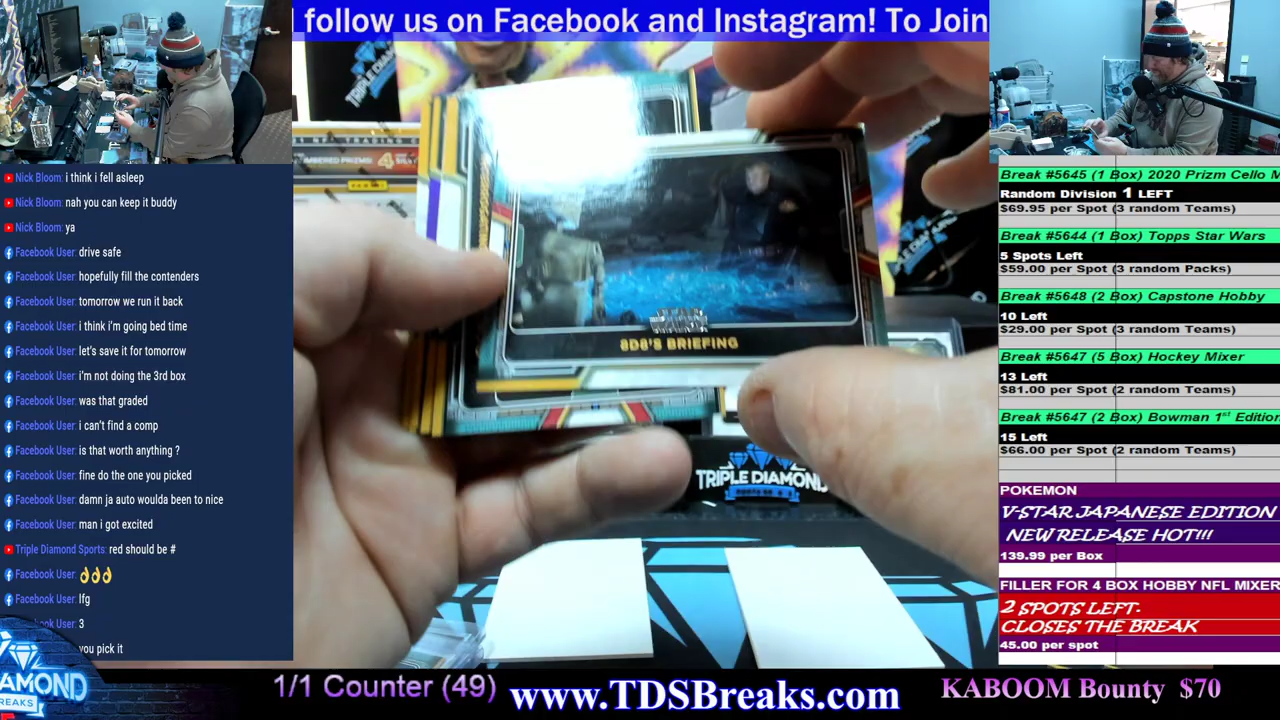 follow us on Facebook and Instagram! To Join
TRIPLE DIAMOND
8D8'S BRIEFING
TRIPLE DIAMOND
Nick Bloom: i think i fell asleep
Nick Bloom: nah you can keep it buddy
Nick Bloom: ya
Facebook User: drive safe
Facebook User: hopefully fill the contenders
Facebook User: tomorrow we run it back
Facebook User: i think i'm going bed time
Facebook User: let's save it for tomorrow
Facebook User: i'm not doing the 3rd box
Facebook User: was that graded
Facebook User: i can't find a comp
Facebook User: is that worth anything ?
Facebook User: fine do the one you picked
Facebook User: damn ja auto woulda been to nice
Facebook User: man i got excited
Triple Diamond Sports: red should be #
Facebook User: 👌👌👌
Facebook User: lfg
ook User: 3
you pick it
Break #5645 (1 Box) 2020 Prizm Cello M
Random Division 1 LEFT
$69.95 per Spot (3 random Teams)
Break #5644 (1 Box) Topps Star Wars
5 Spots Left
$59.00 per Spot (3 random Packs)
Break #5648 (2 Box) Capstone Hobby
10 Left
$29.00 per Spot (3 random Teams)
Break #5647 (5 Box) Hockey Mixer
13 Left
$81.00 per Spot (2 random Teams)
Break #5647 (2 Box) Bowman 1st Edition
15 Left
$66.00 per Spot (2 random Teams)
POKEMON
V-STAR JAPANESE EDITION
NEW RELEASE HOT!!!
139.99 per Box
FILLER FOR 4 BOX HOBBY NFL MIXER
2 SPOTS LEFT.
CLOSES THE BREAK
45.00 per spot
AMOND
BREAKS
1/1 Counter (49)
www.TDSBreaks.com
KABOOM Bounty $70